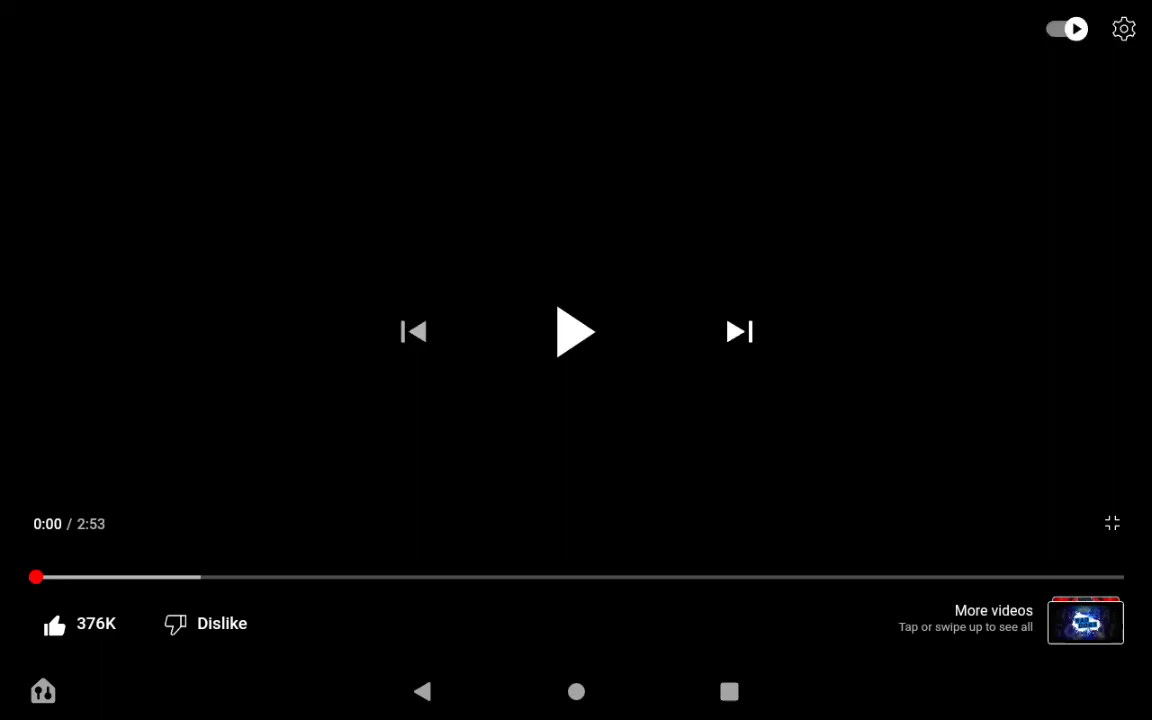 0:00 / 2:53
376K
Dislike
More videos
Tap or swipe up to see all